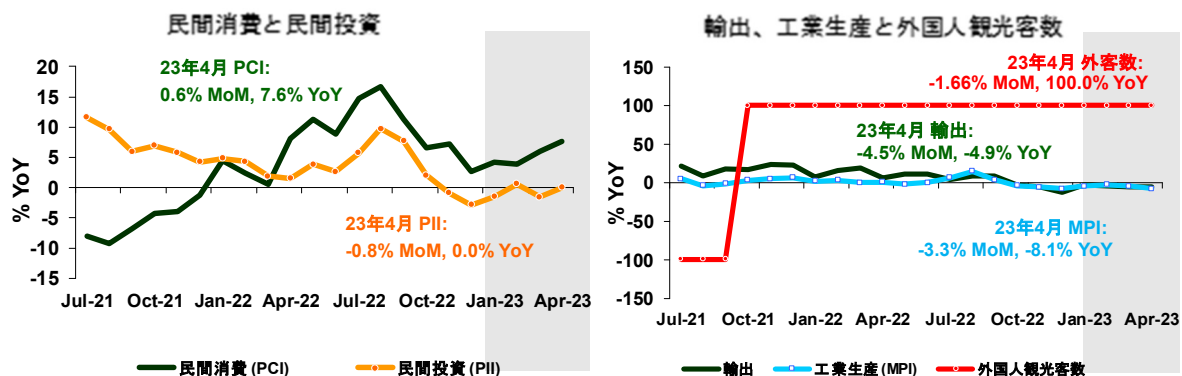 民間消費と民間投資
23年4月 PCI:
0.6% MoM, 7.6% YoY
20
15
10
5
0
-5
-10
-15
% YoY
23年4月 PII:
-0.8% MoM, 0.0% YoY
Jul-21 Oct-21 Jan-22 Apr-22 Jul-22 Oct-22 Jan-23 Apr-23
民間消費 (PCI) 民間投資 (PII)
輸出、工業生産と外国人観光客数
23年4月 外客数:
-1.66% MoM, 100.0% YoY
23年4月 輸出:
-4.5% MoM, -4.9% YoY
150
100
50
0
-50
-100
-150
% YoY
23年4月 MPI:
-3.3% MoM, -8.1% YoY
Jul-21 Oct-21 Jan-22 Apr-22 Jul-22 Oct-22 Jan-23 Apr-23
輸出 工業生産 (MPI) 外国人観光客数